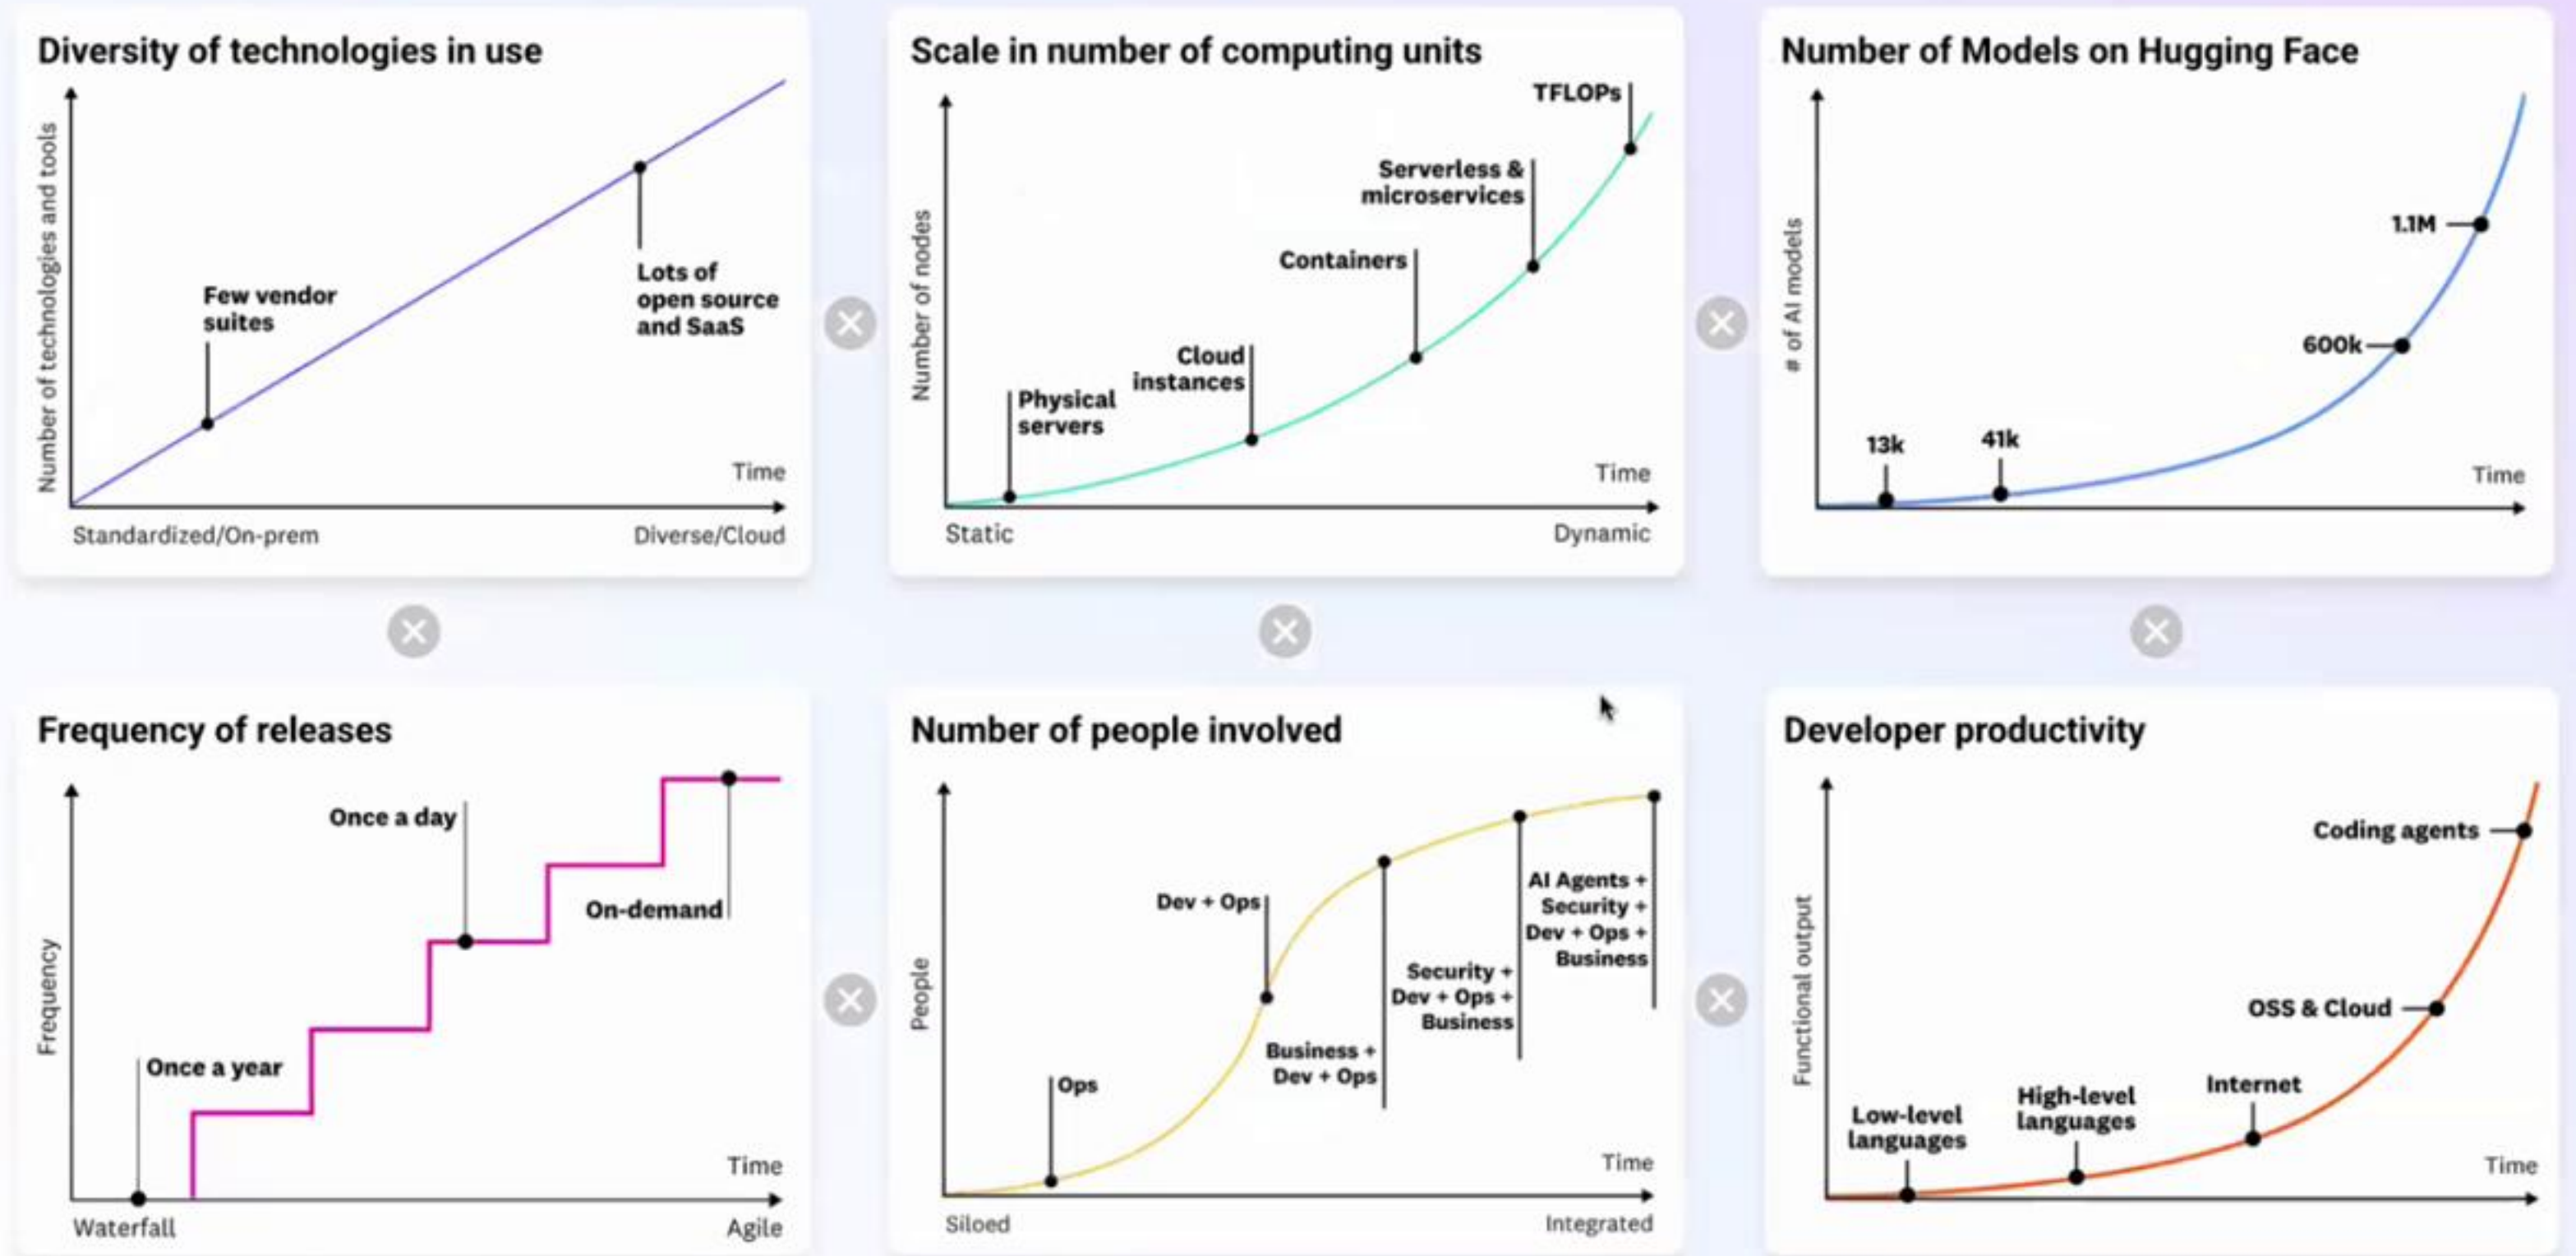 Diversity of technologies in use
Number of technologies and tools
Few vendor
suites
Lots of
open source
and SaaS
Time
Standardized/On-prem
Diverse/Cloud
Scale in number of computing units
Number of nodes
TFLOPs
Serverless &
microservices
Containers
Cloud
instances
Physical
servers
Time
Static
Dynamic
Number of Models on Hugging Face
# of AI models
1.1M
600k
13k
41k
Time
Frequency of releases
Frequency
Once a day
On-demand
Once a year
Time
Waterfall
Agile
Number of people involved
People
Dev + Ops
AI Agents +
Security +
Dev + Ops +
Business
Security +
Dev + Ops +
Business
Business +
Dev + Ops
Ops
Time
Siloed
Integrated
Developer productivity
Functional output
Coding agents
OSS & Cloud
Internet
High-level
languages
Low-level
languages
Time